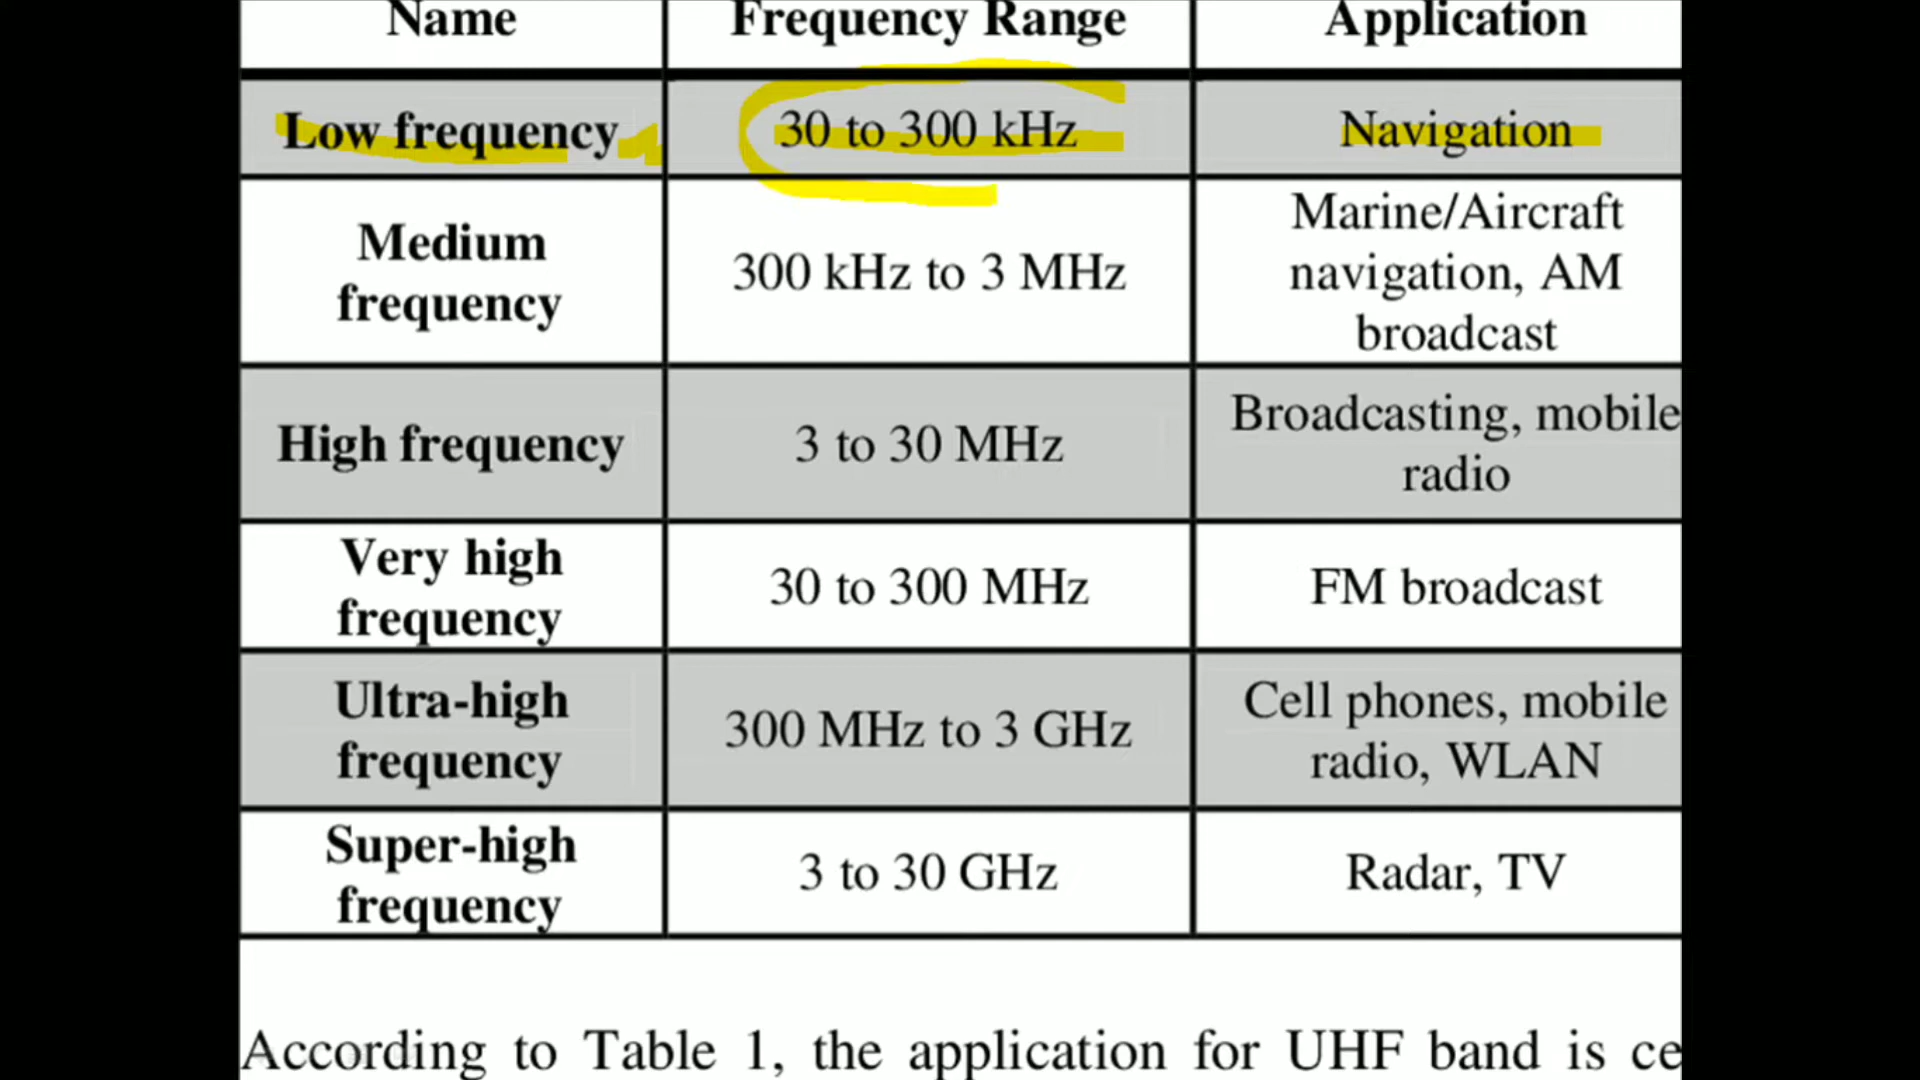 Name Frequency Range Application
Low frequency 30 to 300 kHz Navigation
Medium
frequency
300 kHz to 3 MHz
Marine/Aircraft
navigation, AM
broadcast
High frequency 3 to 30 MHz
Broadcasting, mobile
radio
Very high
frequency
30 to 300 MHz
FM broadcast
Ultra-high
frequency
300 MHz to 3 GHz
Cell phones, mobile
radio, WLAN
Super-high
frequency
3 to 30 GHz
Radar, TV
According to Table 1, the application for UHF band is ce